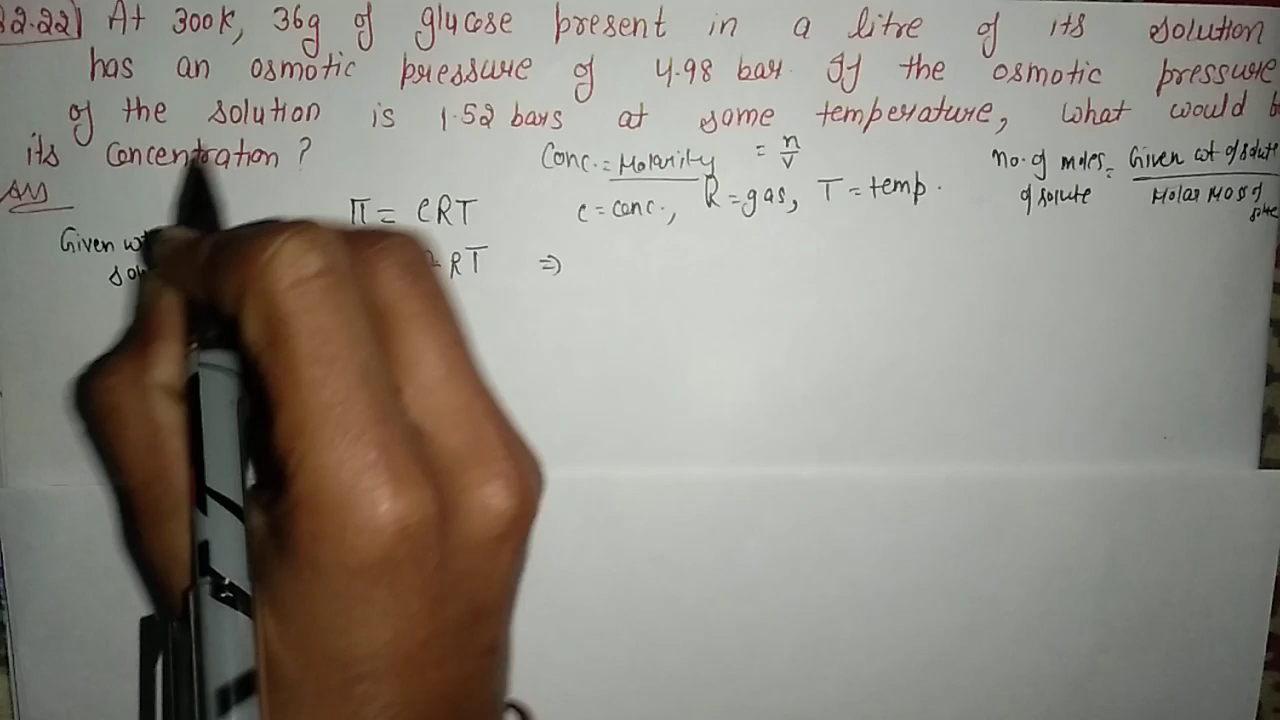 2.22) At 300k, 36g of glucose present in a litre of its solution
has an osmotic pressure of 4.98 bar. If the osmotic pressure
of the solution is 1.52 bars at some temperature, what would
its concentration?
Conc. = Molarity = n/v
no. of moles of solute = Given wt of solute / Molar Mass of
Ans
π = CRT
c = conc., R = gas, T = temp.
Given
RT ⇒